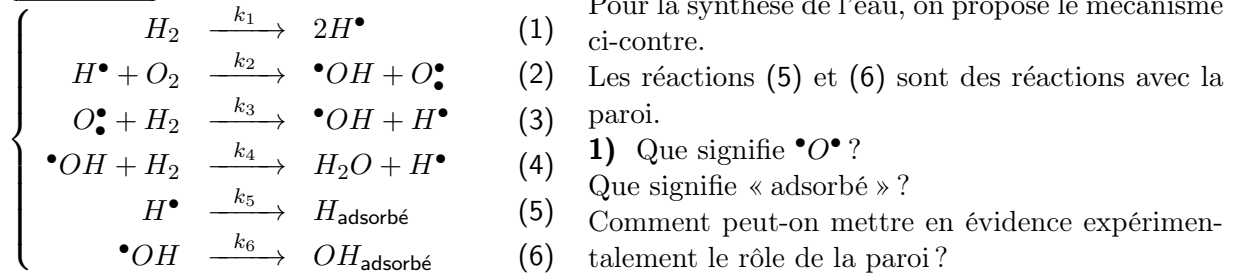 H₂ —k₁→ 2H• (1)
H• + O₂ —k₂→ •OH + O•• (2)
O•• + H₂ —k₃→ •OH + H• (3)
•OH + H₂ —k₄→ H₂O + H• (4)
H• —k₅→ H adsorbé (5)
•OH —k₆→ OH adsorbé (6)
Pour la synthèse de l'eau, on propose le mécanisme
ci-contre.
Les réactions (5) et (6) sont des réactions avec la
paroi.
1) Que signifie •O• ?
Que signifie « adsorbé » ?
Comment peut-on mettre en évidence expérimen-
talement le rôle de la paroi ?